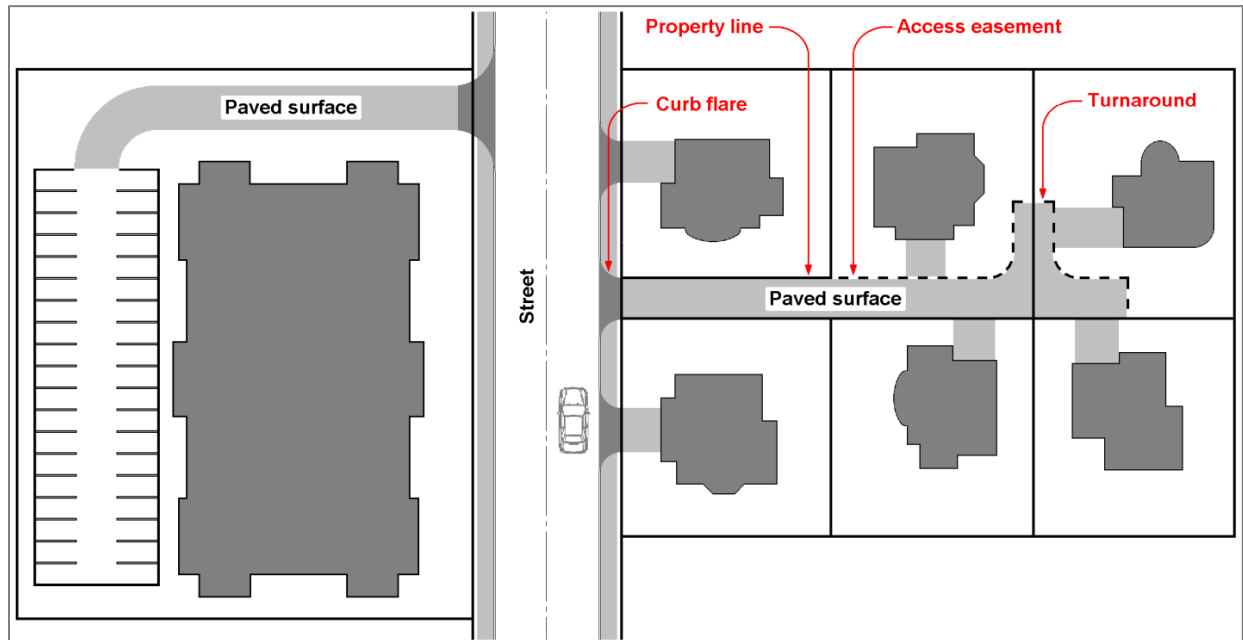 Property line
Access easement
Paved surface
Curb flare
Turnaround
Street
Paved surface